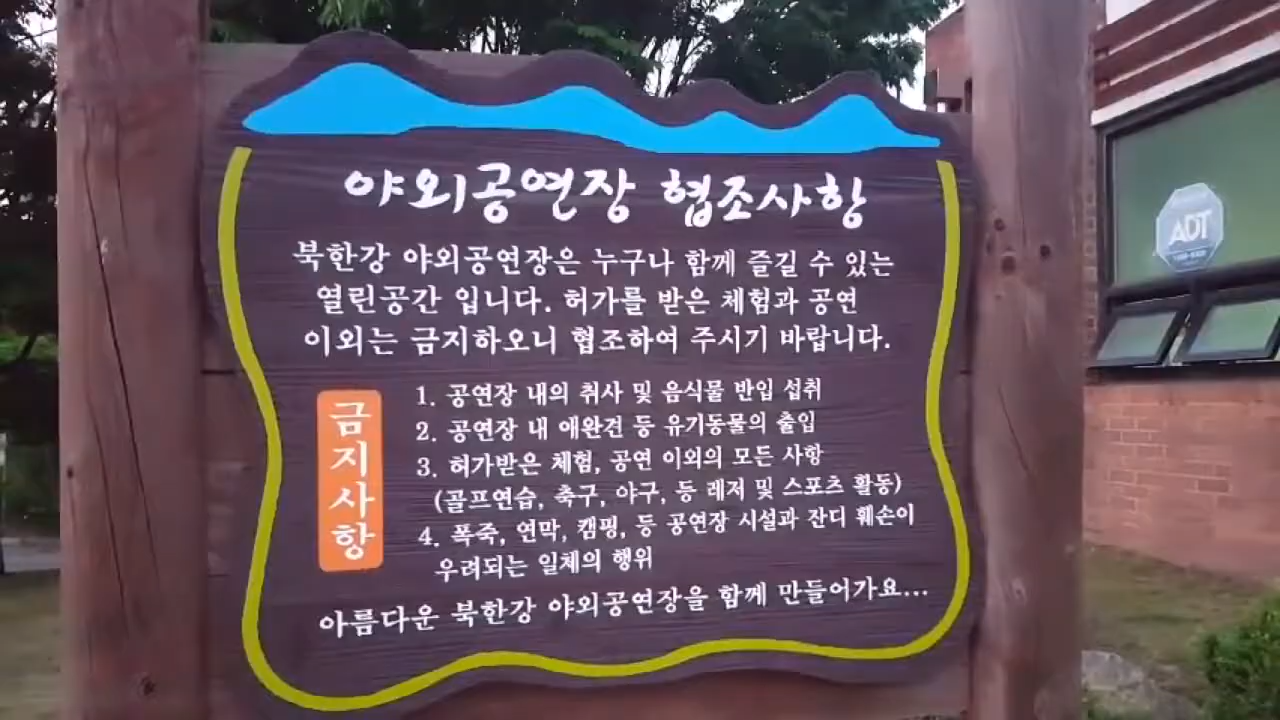 야외공연장 협조사항
북한강 야외공연장은 누구나 함께 즐길 수 있는
열린공간 입니다. 허가를 받은 체험과 공연
이외는 금지하오니 협조하여 주시기 바랍니다.
금지사항
1. 공연장 내의 취사 및 음식물 반입 섭취
2. 공연장 내 애완견 등 유기동물의 출입
3. 허가받은 체험, 공연 이외의 모든 사항
(골프연습, 축구, 야구, 등 레저 및 스포츠 활동)
4. 폭죽, 연막, 캠핑, 등 공연장 시설과 잔디 훼손이
우려되는 일체의 행위
아름다운 북한강 야외공연장을 함께 만들어가요...
ADT